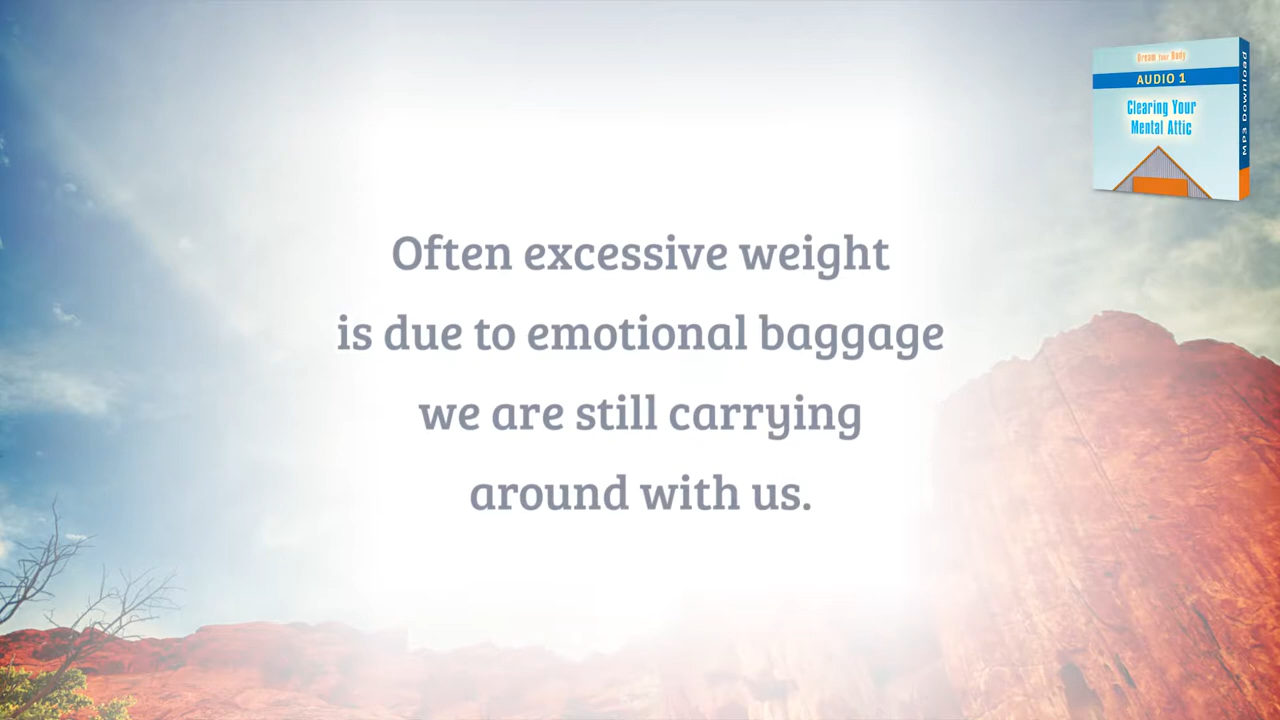 Dream Your Body
AUDIO 1
Clearing Your
Mental Attic
MP3 Download
Often excessive weight
is due to emotional baggage
we are still carrying
around with us.